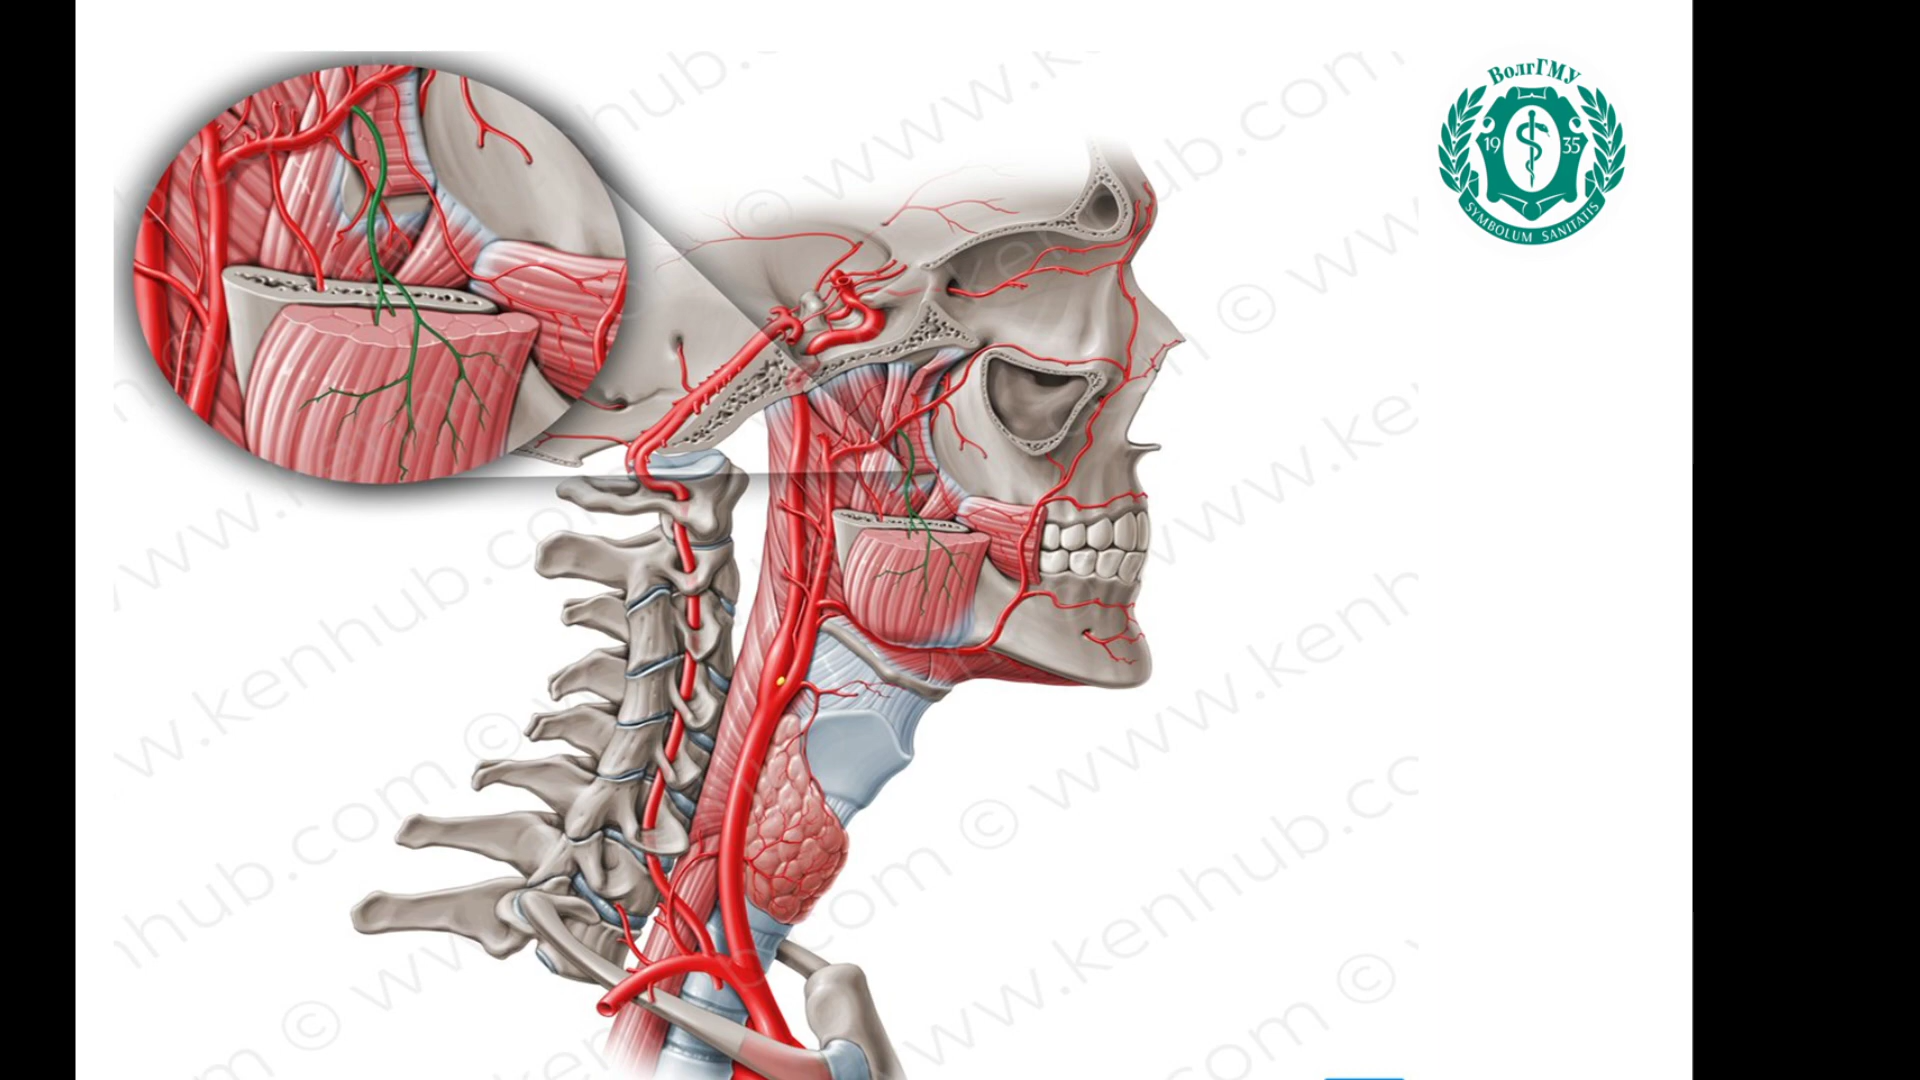 ВолгГМУ
19 35
SYMBOLUM SANITATIS
© www.kenhub.com